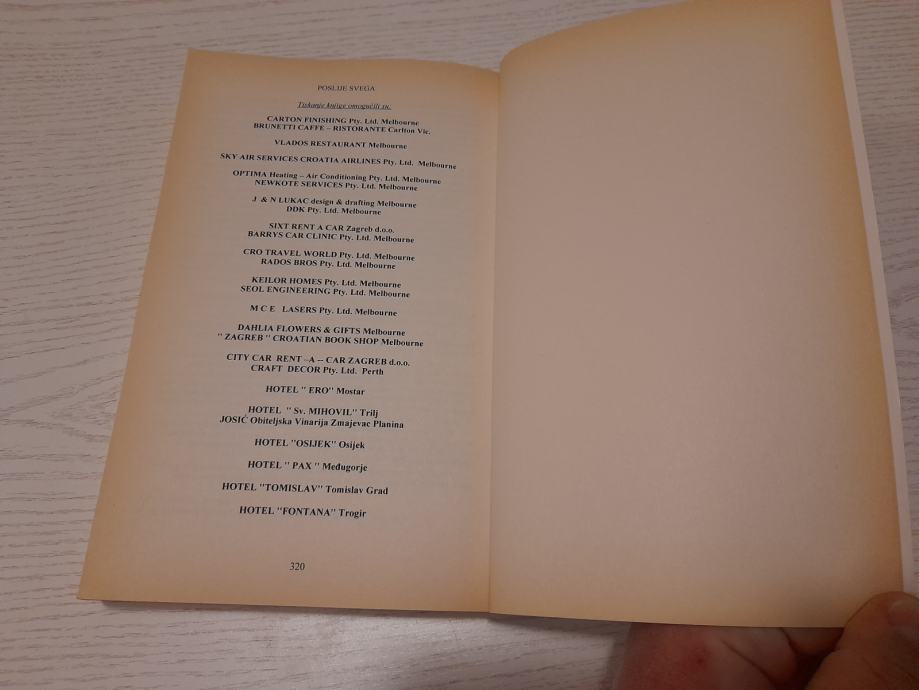 POSLIJE SVEGA
Tiskanje knjige omogućili su:
CARTON FINISHING Pty. Ltd. Melbourne
BRUNETTI CAFFE – RISTORANTE Carlton Vic.
VLADOS RESTAURANT Melbourne
SKY AIR SERVICES CROATIA AIRLINES Pty. Ltd. Melbourne
OPTIMA Heating – Air Conditioning Pty. Ltd. Melbourne
NEWKOTE SERVICES Pty. Ltd. Melbourne
J & N LUKAC design & drafting Melbourne
DDK Pty. Ltd. Melbourne
SIXT RENT A CAR Zagreb d.o.o.
BARRYS CAR CLINIC Pty. Ltd. Melbourne
CRO TRAVEL WORLD Pty. Ltd. Melbourne
RADOS BROS Pty. Ltd. Melbourne
KEILOR HOMES Pty. Ltd. Melbourne
SEOL ENGINEERING Pty. Ltd. Melbourne
M C E LASERS Pty. Ltd. Melbourne
DAHLIA FLOWERS & GIFTS Melbourne
" ZAGREB " CROATIAN BOOK SHOP Melbourne
CITY CAR RENT –A –- CAR ZAGREB d.o.o.
CRAFT DECOR Pty. Ltd. Perth
HOTEL " ERO" Mostar
HOTEL " Sv. MIHOVIL" Trilj
JOSIĆ Obiteljska Vinarija Zmajevac Planina
HOTEL "OSIJEK" Osijek
HOTEL " PAX " Međugorje
HOTEL "TOMISLAV" Tomislav Grad
HOTEL "FONTANA" Trogir
320